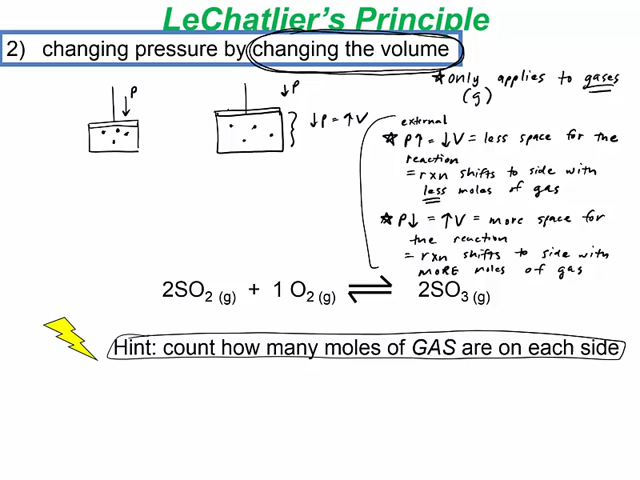 LeChatlier's Principle
2) changing pressure by changing the volume
☆only applies to gases
(g)
P
↓P
↓P = ↑V
external
☆ P↑ = ↓V = less space for the
reaction
= rxn shifts to side with
less moles of gas
☆ P↓ = ↑V = more space for
the reaction
= rxn shifts to side with
MORE moles of gas
2SO₂ (g) + 1 O₂ (g) ⇌ 2SO₃ (g)
Hint: count how many moles of GAS are on each side